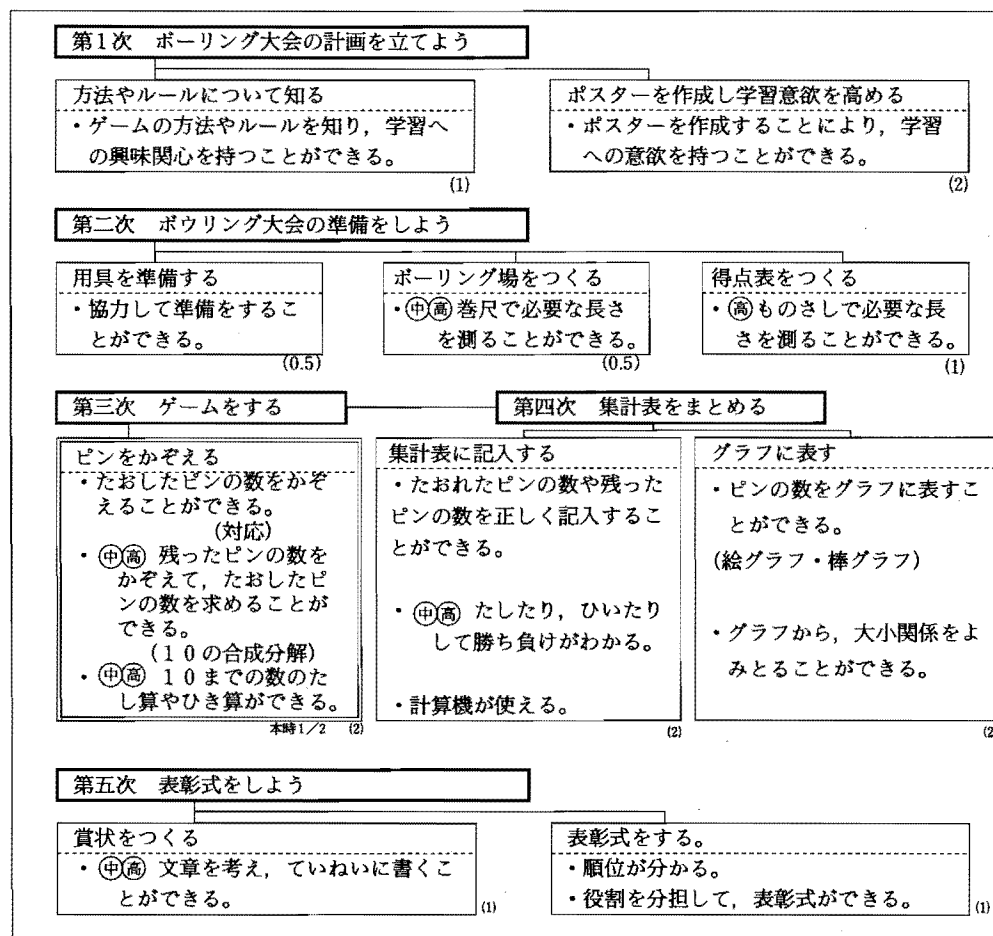 第1次　ボーリング大会の計画を立てよう
方法やルールについて知る
・ゲームの方法やルールを知り，学習へ
の興味関心を持つことができる。
(1)
ポスターを作成し学習意欲を高める
・ポスターを作成することにより，学習
への意欲を持つことができる。
(2)
第二次　ボウリング大会の準備をしよう
用具を準備する
・協力して準備をするこ
とができる。
(0.5)
ボーリング場をつくる
・㊥高巻尺で必要な長さ
を測ることができる。
(0.5)
得点表をつくる
・高ものさしで必要な長
さを測ることができる。
(1)
第三次　ゲームをする
ピンをかぞえる
・たおしたピンの数をかぞ
えることができる。
(対応)
・㊥高 残ったピンの数を
かぞえて，たおしたピ
ンの数を求めることが
できる。
(10の合成分解)
・㊥高 10までの数のた
し算やひき算ができる。
本時1／2　(2)
第四次　集計表をまとめる
集計表に記入する
・たおれたピンの数や残った
ピンの数を正しく記入するこ
とができる。
・㊥高 たしたり，ひいたり
して勝ち負けがわかる。
・計算機が使える。
(2)
グラフに表す
・ピンの数をグラフに表すこ
とができる。
(絵グラフ・棒グラフ)
・グラフから，大小関係をよ
みとることができる。
(2
第五次　表彰式をしよう
賞状をつくる
・㊥高 文章を考え，ていねいに書くこ
とができる。
(1)
表彰式をする。
・順位が分かる。
・役割を分担して，表彰式ができる。
(1)